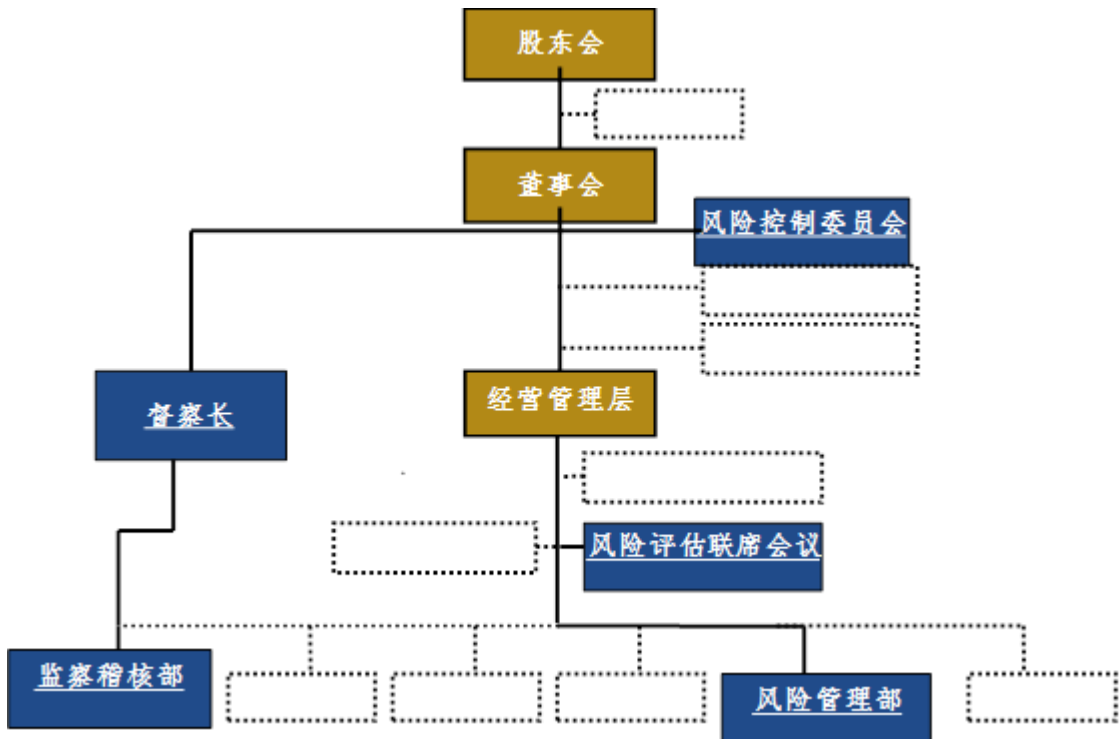 股东会
董事会
风险控制委员会
督察长
经营管理层
风险评估联席会议
监察稽核部
风险管理部